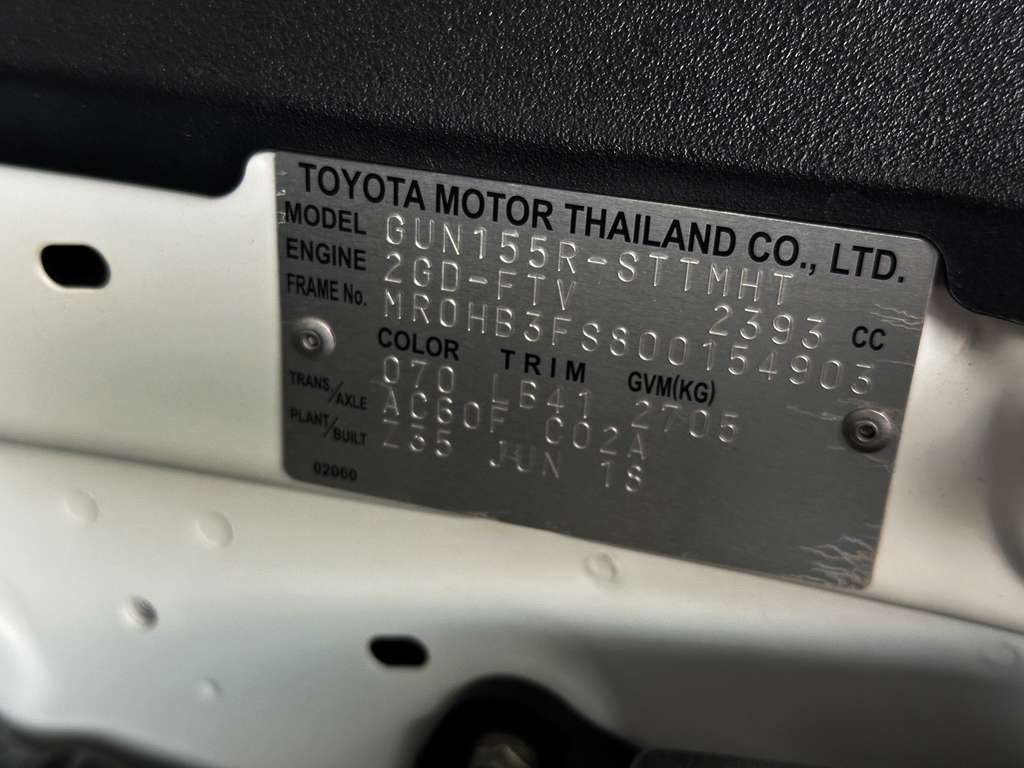 TOYOTA MOTOR THAILAND CO., LTD.
MODEL GUN155R-STTMHT
ENGINE 2GD-FTV 2393 CC
FRAME No. MR0HB3FS800154903
COLOR TRIM GVM(KG)
070 LB41 2705
TRANS/AXLE AC60F C02A
PLANT/BUILT Z35 JUN 18
02060